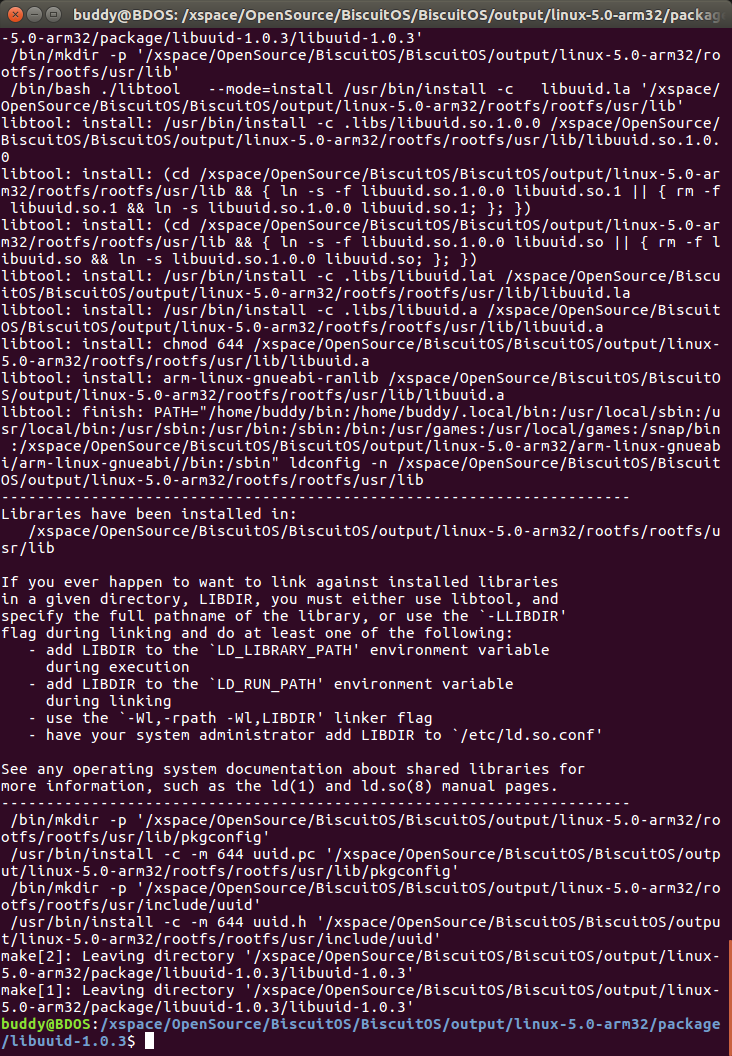 buddy@BDOS: /xspace/OpenSource/BiscuitOS/BiscuitOS/output/linux-5.0-arm32/packag
-5.0-arm32/package/libuuid-1.0.3/libuuid-1.0.3'
 /bin/mkdir -p '/xspace/OpenSource/BiscuitOS/BiscuitOS/output/linux-5.0-arm32/ro
otfs/rootfs/usr/lib'
 /bin/bash ./libtool   --mode=install /usr/bin/install -c   libuuid.la '/xspace/
OpenSource/BiscuitOS/BiscuitOS/output/linux-5.0-arm32/rootfs/rootfs/usr/lib'
libtool: install: /usr/bin/install -c .libs/libuuid.so.1.0.0 /xspace/OpenSource/
BiscuitOS/BiscuitOS/output/linux-5.0-arm32/rootfs/rootfs/usr/lib/libuuid.so.1.0.
0
libtool: install: (cd /xspace/OpenSource/BiscuitOS/BiscuitOS/output/linux-5.0-ar
m32/rootfs/rootfs/usr/lib && { ln -s -f libuuid.so.1.0.0 libuuid.so.1 || { rm -f
 libuuid.so.1 && ln -s libuuid.so.1.0.0 libuuid.so.1; }; })
libtool: install: (cd /xspace/OpenSource/BiscuitOS/BiscuitOS/output/linux-5.0-ar
m32/rootfs/rootfs/usr/lib && { ln -s -f libuuid.so.1.0.0 libuuid.so || { rm -f l
ibuuid.so && ln -s libuuid.so.1.0.0 libuuid.so; }; })
libtool: install: /usr/bin/install -c .libs/libuuid.lai /xspace/OpenSource/Biscu
itOS/BiscuitOS/output/linux-5.0-arm32/rootfs/rootfs/usr/lib/libuuid.la
libtool: install: /usr/bin/install -c .libs/libuuid.a /xspace/OpenSource/Biscuit
OS/BiscuitOS/output/linux-5.0-arm32/rootfs/rootfs/usr/lib/libuuid.a
libtool: install: chmod 644 /xspace/OpenSource/BiscuitOS/BiscuitOS/output/linux-
5.0-arm32/rootfs/rootfs/usr/lib/libuuid.a
libtool: install: arm-linux-gnueabi-ranlib /xspace/OpenSource/BiscuitOS/BiscuitO
S/output/linux-5.0-arm32/rootfs/rootfs/usr/lib/libuuid.a
libtool: finish: PATH="/home/buddy/bin:/home/buddy/.local/bin:/usr/local/sbin:/u
sr/local/bin:/usr/sbin:/usr/bin:/sbin:/bin:/usr/games:/usr/local/games:/snap/bin
 :/xspace/OpenSource/BiscuitOS/BiscuitOS/output/linux-5.0-arm32/arm-linux-gnueab
i/arm-linux-gnueabi//bin:/sbin" ldconfig -n /xspace/OpenSource/BiscuitOS/Biscuit
OS/output/linux-5.0-arm32/rootfs/rootfs/usr/lib
----------------------------------------------------------------------
Libraries have been installed in:
   /xspace/OpenSource/BiscuitOS/BiscuitOS/output/linux-5.0-arm32/rootfs/rootfs/u
sr/lib

If you ever happen to want to link against installed libraries
in a given directory, LIBDIR, you must either use libtool, and
specify the full pathname of the library, or use the `-LLIBDIR'
flag during linking and do at least one of the following:
   - add LIBDIR to the `LD_LIBRARY_PATH' environment variable
     during execution
   - add LIBDIR to the `LD_RUN_PATH' environment variable
     during linking
   - use the `-Wl,-rpath -Wl,LIBDIR' linker flag
   - have your system administrator add LIBDIR to `/etc/ld.so.conf'

See any operating system documentation about shared libraries for
more information, such as the ld(1) and ld.so(8) manual pages.
----------------------------------------------------------------------
 /bin/mkdir -p '/xspace/OpenSource/BiscuitOS/BiscuitOS/output/linux-5.0-arm32/ro
otfs/rootfs/usr/lib/pkgconfig'
 /usr/bin/install -c -m 644 uuid.pc '/xspace/OpenSource/BiscuitOS/BiscuitOS/outp
ut/linux-5.0-arm32/rootfs/rootfs/usr/lib/pkgconfig'
 /bin/mkdir -p '/xspace/OpenSource/BiscuitOS/BiscuitOS/output/linux-5.0-arm32/ro
otfs/rootfs/usr/include/uuid'
 /usr/bin/install -c -m 644 uuid.h '/xspace/OpenSource/BiscuitOS/BiscuitOS/outpu
t/linux-5.0-arm32/rootfs/rootfs/usr/include/uuid'
make[2]: Leaving directory '/xspace/OpenSource/BiscuitOS/BiscuitOS/output/linux-
5.0-arm32/package/libuuid-1.0.3/libuuid-1.0.3'
make[1]: Leaving directory '/xspace/OpenSource/BiscuitOS/BiscuitOS/output/linux-
5.0-arm32/package/libuuid-1.0.3/libuuid-1.0.3'
buddy@BDOS:/xspace/OpenSource/BiscuitOS/BiscuitOS/output/linux-5.0-arm32/package
/libuuid-1.0.3$